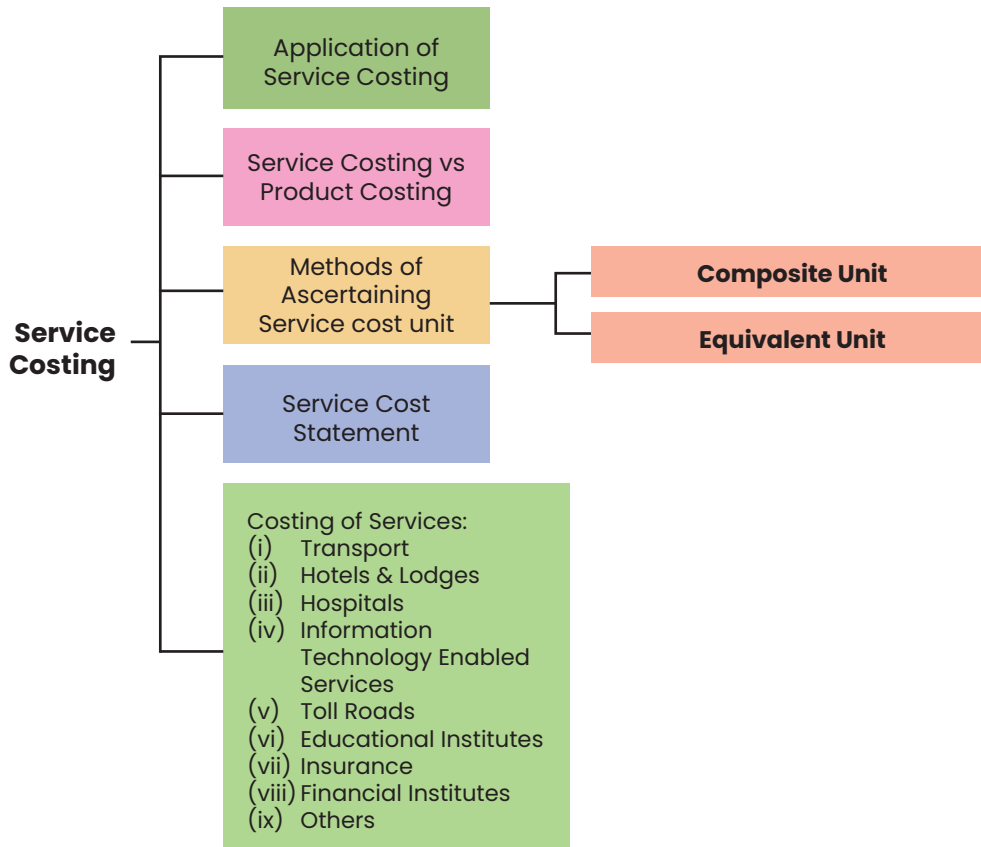 Service
Costing
Application of
Service Costing
Service Costing vs
Product Costing
Methods of
Ascertaining
Service cost unit
Composite Unit
Equivalent Unit
Service Cost
Statement
Costing of Services:
(i) Transport
(ii) Hotels & Lodges
(iii) Hospitals
(iv) Information
Technology Enabled
Services
(v) Toll Roads
(vi) Educational Institutes
(vii) Insurance
(viii) Financial Institutes
(ix) Others